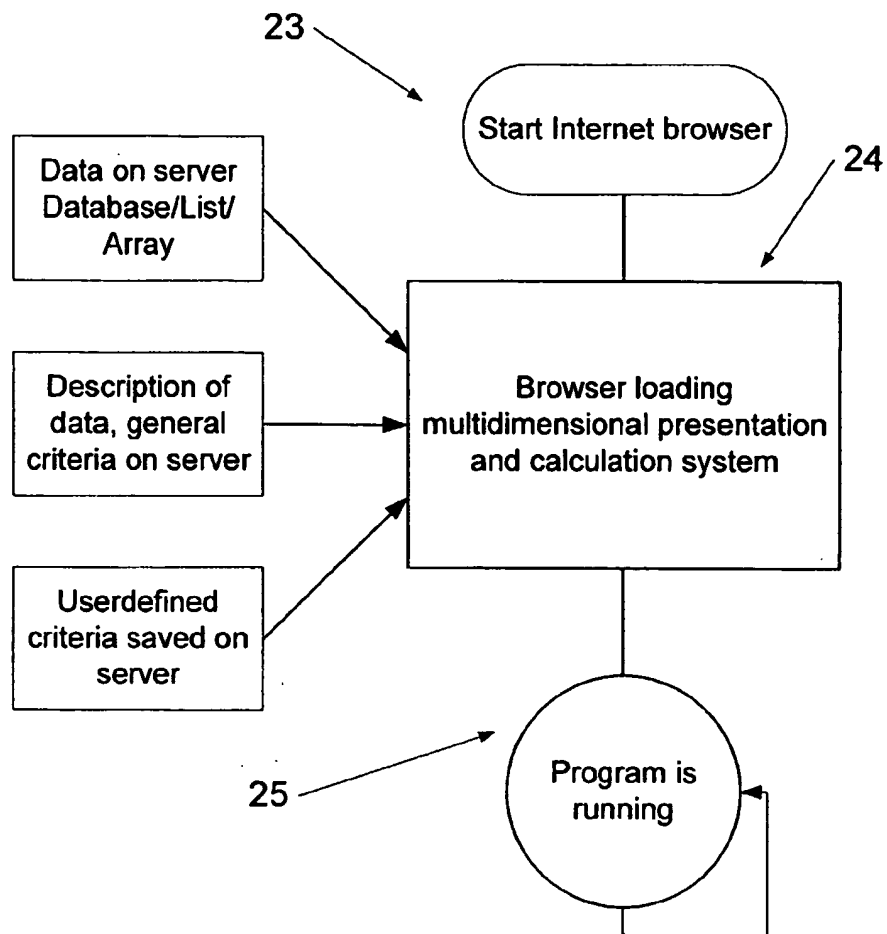 23
Start Internet browser
24
Data on server
Database/List/
Array
Description of
data, general
criteria on server
Browser loading
multidimensional presentation
and calculation system
Userdefined
criteria saved on
server
25
Program is
running